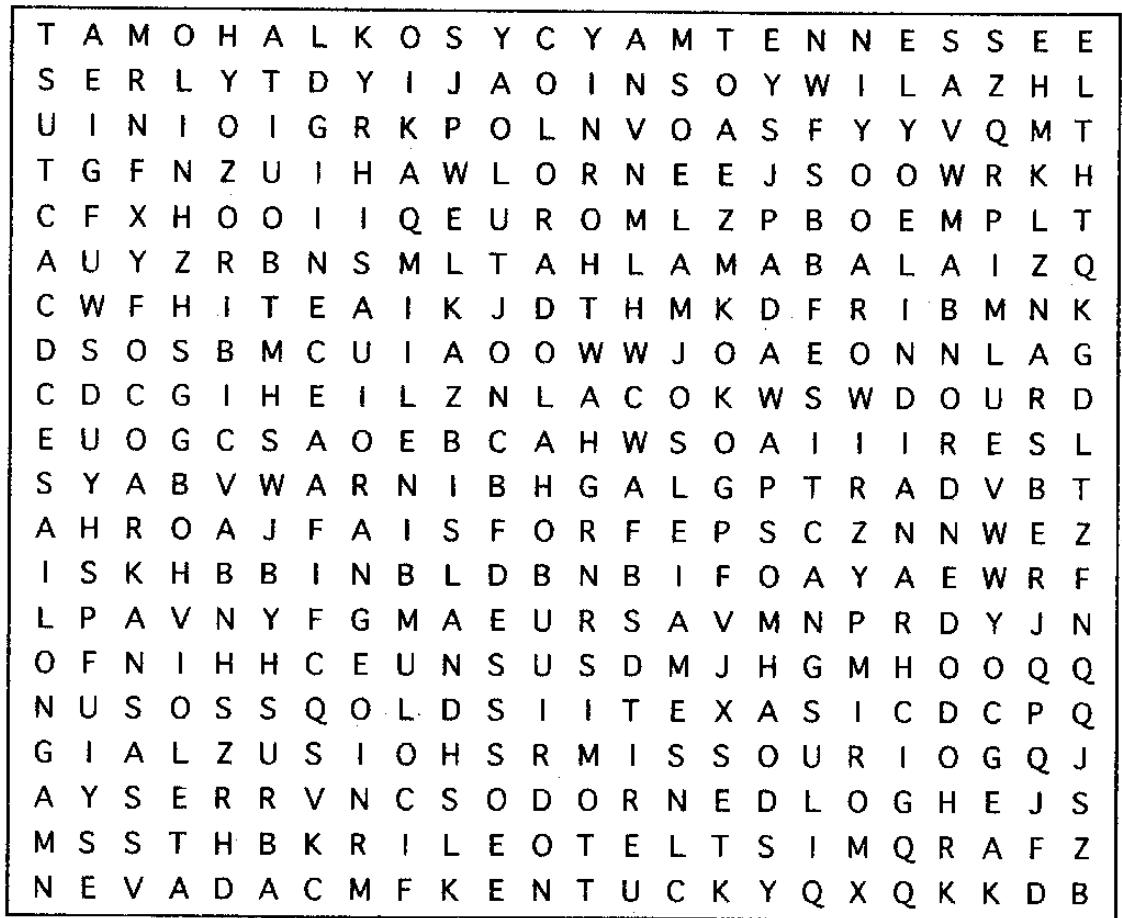 T A M O H A L K O S Y C Y A M T E N N E S S E E
S E R L Y T D Y I J A O I N S O Y W I L A Z H L
U I N I O I G R K P O L N V O A S F Y Y V Q M T
T G F N Z U I H A W L O R N E E J S O O W R K H
C F X H O O I I Q E U R O M L Z P B O E M P L T
A U Y Z R B N S M L T A H L A M A B A L A I Z Q
C W F H I T E A I K J D T H M K D F R I B M N K
D S O S B M C U I A O O W W J O A E O N N L A G
C D C G I H E I L Z N L A C O K W S W D O U R D
E U O G C S A O E B C A H W S O A I I I R E S L
S Y A B V W A R N I B H G A L G P T R A D V B T
A H R O A J F A I S F O R F E P S C Z N N W E Z
I S K H B B I N B L D B N B I F O A Y A E W R F
L P A V N Y F G M A E U R S A V M N P R D Y J N
O F N I H H C E U N S U S D M J H G M H O O Q Q
N U S O S S Q O L D S I I T E X A S I C D C P Q
G I A L Z U S I O H S R M I S S O U R I O G Q J
A Y S E R R V N C S O D O R N E D L O G H E J S
M S S T H B K R I L E O T E L T S I M Q R A F Z
N E V A D A C M F K E N T U C K Y Q X Q K K D B